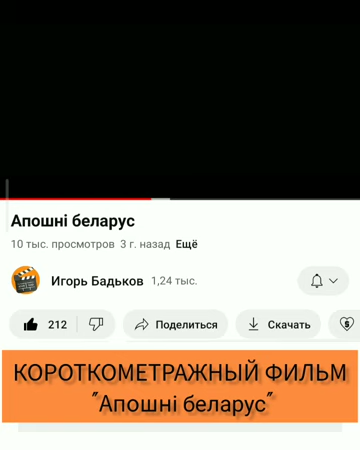 Апошні беларус
10 тыс. просмотров 3 г. назад Ещё
Игорь Бадьков 1,24 тыс.
212 Поделиться Скачать
КОРОТКОМЕТРАЖНЫЙ ФИЛЬМ
"Апошні беларус"